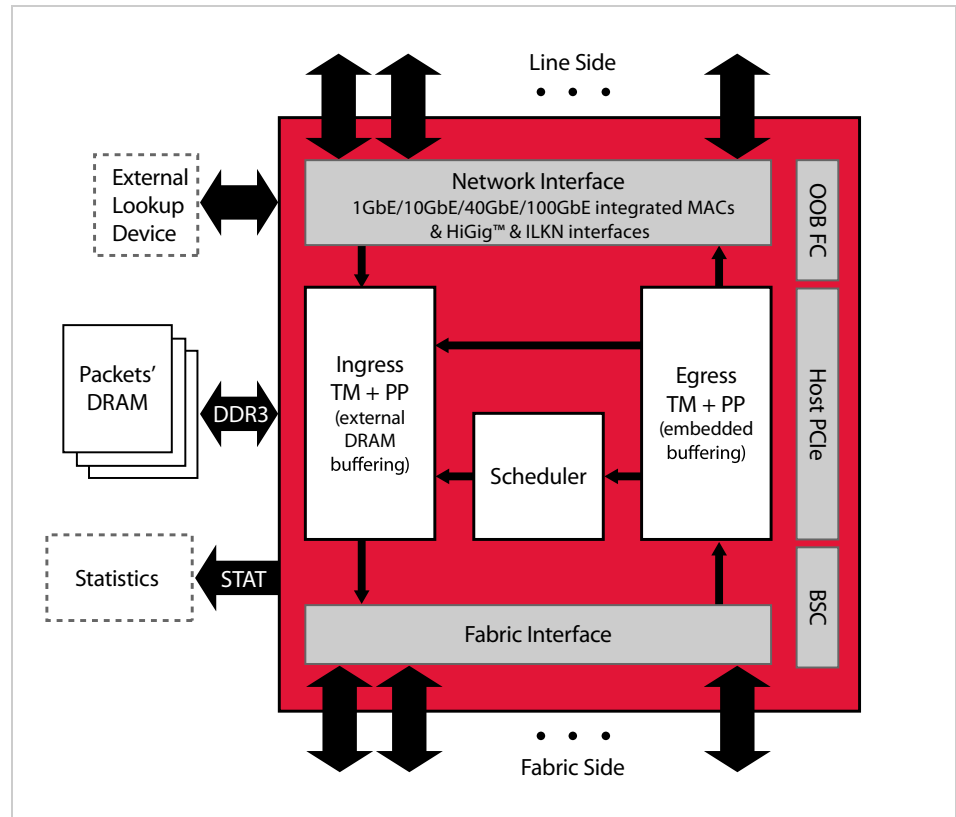 Line Side
• • •
Network Interface
1GbE/10GbE/40GbE/100GbE integrated MACs
& HiGig™ & ILKN interfaces
OOB FC
External
Lookup
Device
Packets’
DRAM
DDR3
Ingress
TM + PP
(external
DRAM
buffering)
Scheduler
Egress
TM + PP
(embedded
buffering)
Host PCIe
Statistics
STAT
BSC
Fabric Interface
• • •
Fabric Side